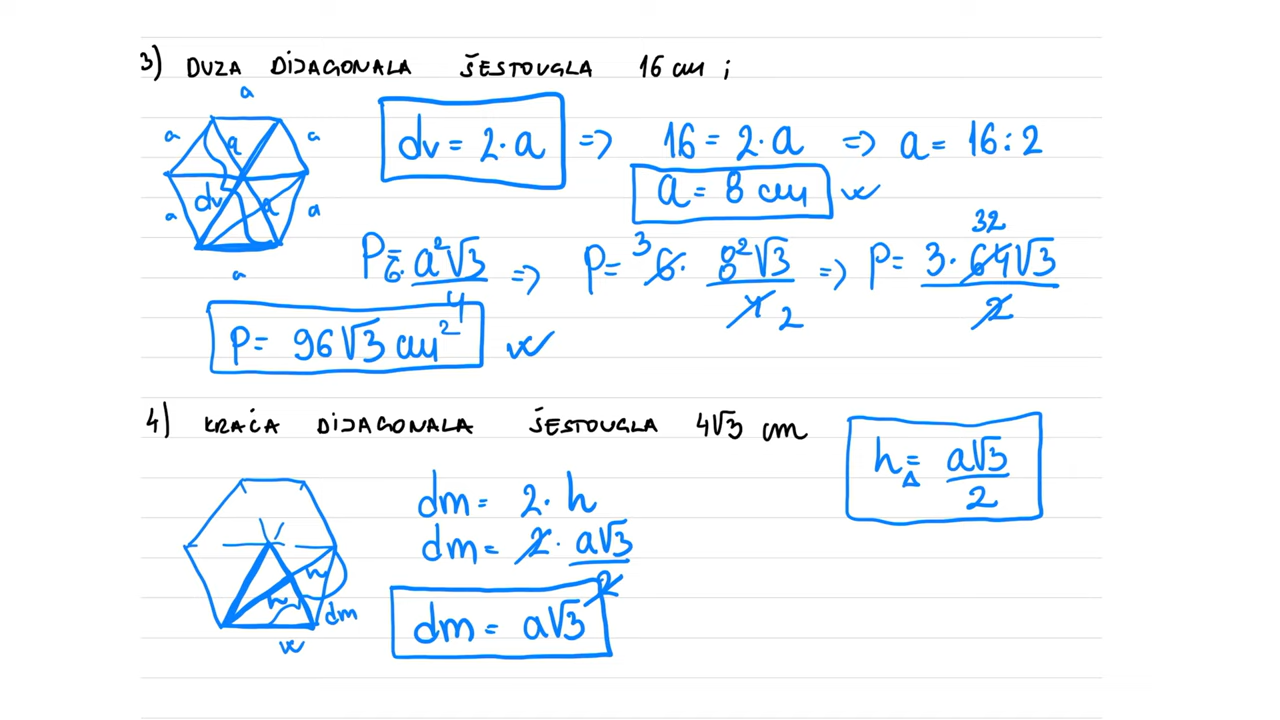 3) DUZA DIJAGONALA ŠESTOUGLA 16 cm i
a
a a a
dv = 2·a => 16 = 2·a => a = 16:2
dv a
a = 8 cm
a a
a
P = 6· a²√3/4 => P = 6· 8²√3/4 => P = 3·64√3/2
3 2 32
P = 96√3 cm²
4) KRAĆA DIJAGONALA ŠESTOUGLA 4√3 cm
h△ = a√3/2
dm = 2·h
dm = 2· a√3/2
h h
dm
dm = a√3